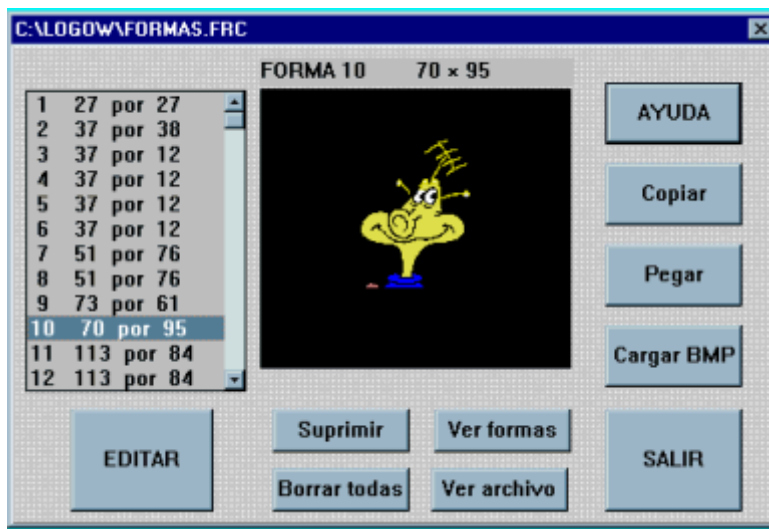 C:\LOGOW\FORMAS.FRC
FORMA 10 70 × 95
1 27 por 27
2 37 por 38
3 37 por 12
4 37 por 12
5 37 por 12
6 37 por 12
7 51 por 76
8 51 por 76
9 73 por 61
10 70 por 95
11 113 por 84
12 113 por 84
AYUDA
Copiar
Pegar
Cargar BMP
EDITAR
Suprimir
Ver formas
Borrar todas
Ver archivo
SALIR